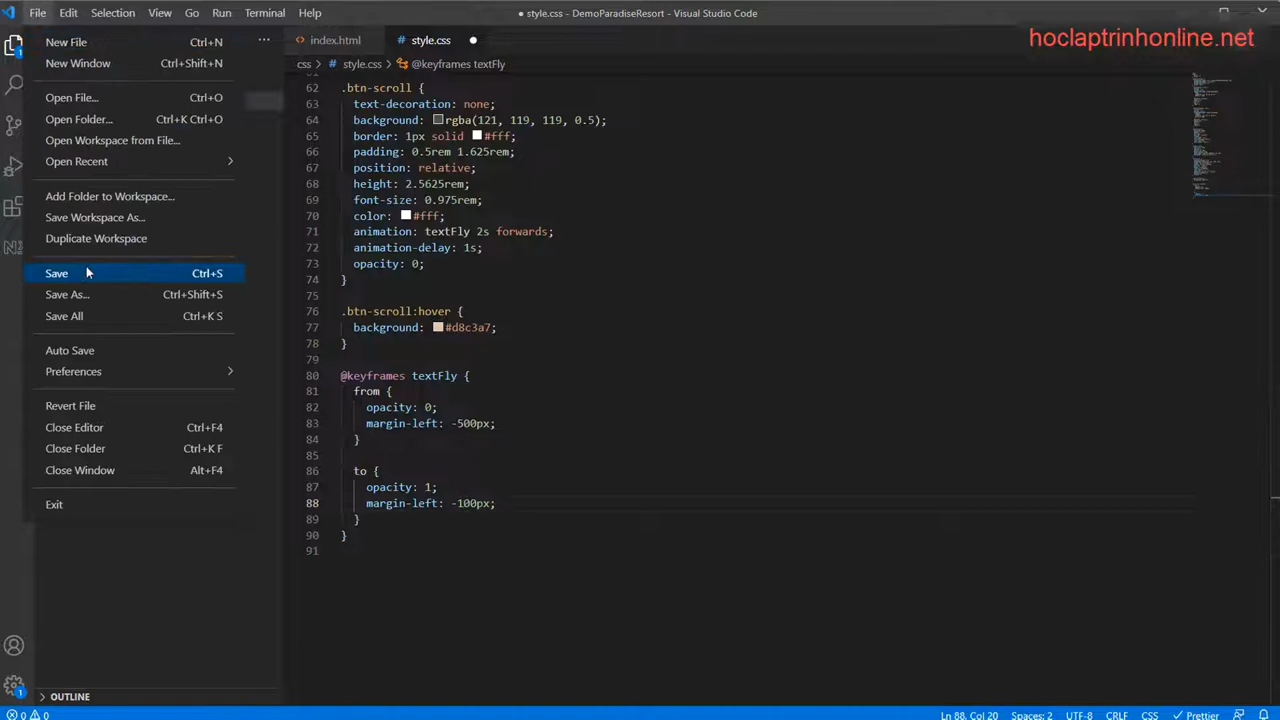 File Edit Selection View Go Run Terminal Help
● style.css - DemoParadiseResort - Visual Studio Code
hoclaptrinhonline.net
New File Ctrl+N
New Window Ctrl+Shift+N
Open File... Ctrl+O
Open Folder... Ctrl+K Ctrl+O
Open Workspace from File...
Open Recent
Add Folder to Workspace...
Save Workspace As...
Duplicate Workspace
Save Ctrl+S
Save As... Ctrl+Shift+S
Save All Ctrl+K S
Auto Save
Preferences
Revert File
Close Editor Ctrl+F4
Close Folder Ctrl+K F
Close Window Alt+F4
Exit
OUTLINE
index.html style.css
css > style.css > @keyframes textFly
62 .btn-scroll {
63 text-decoration: none;
64 background: rgba(121, 119, 119, 0.5);
65 border: 1px solid #fff;
66 padding: 0.5rem 1.625rem;
67 position: relative;
68 height: 2.5625rem;
69 font-size: 0.975rem;
70 color: #fff;
71 animation: textFly 2s forwards;
72 animation-delay: 1s;
73 opacity: 0;
74 }
75
76 .btn-scroll:hover {
77 background: #d8c3a7;
78 }
79
80 @keyframes textFly {
81 from {
82 opacity: 0;
83 margin-left: -500px;
84 }
85
86 to {
87 opacity: 1;
88 margin-left: -100px;
89 }
90 }
91
0 0 Ln 88, Col 20 Spaces: 2 UTF-8 CRLF CSS Prettier